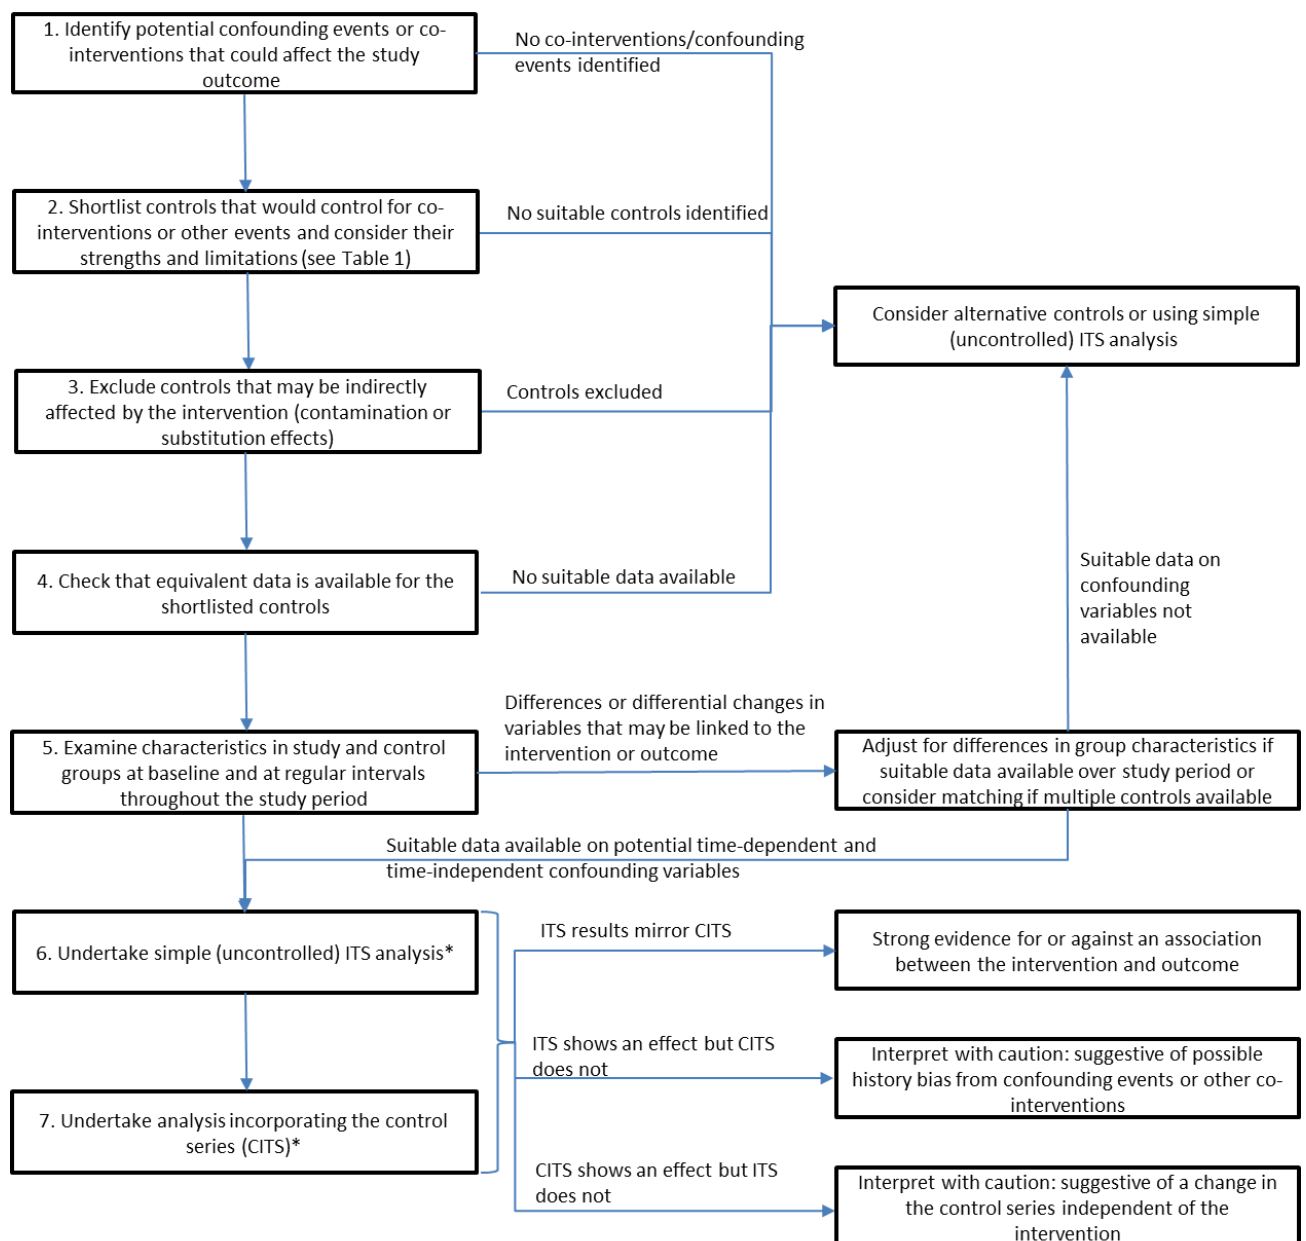 1. Identify potential confounding events or co-
interventions that could affect the study
outcome
No co-interventions/confounding
events identified
2. Shortlist controls that would control for co-
interventions or other events and consider their
strengths and limitations (see Table 1)
No suitable controls identified
Consider alternative controls or using simple
(uncontrolled) ITS analysis
3. Exclude controls that may be indirectly
affected by the intervention (contamination or
substitution effects)
Controls excluded
4. Check that equivalent data is available for the
shortlisted controls
No suitable data available
Suitable data on
confounding
variables not
available
5. Examine characteristics in study and control
groups at baseline and at regular intervals
throughout the study period
Differences or differential changes in
variables that may be linked to the
intervention or outcome
Adjust for differences in group characteristics if
suitable data available over study period or
consider matching if multiple controls available
Suitable data available on potential time-dependent and
time-independent confounding variables
6. Undertake simple (uncontrolled) ITS analysis*
ITS results mirror CITS
Strong evidence for or against an association
between the intervention and outcome
ITS shows an effect but CITS
does not
Interpret with caution: suggestive of possible
history bias from confounding events or other co-
interventions
7. Undertake analysis incorporating the control
series (CITS)*
CITS shows an effect but ITS
does not
Interpret with caution: suggestive of a change in
the control series independent of the
intervention